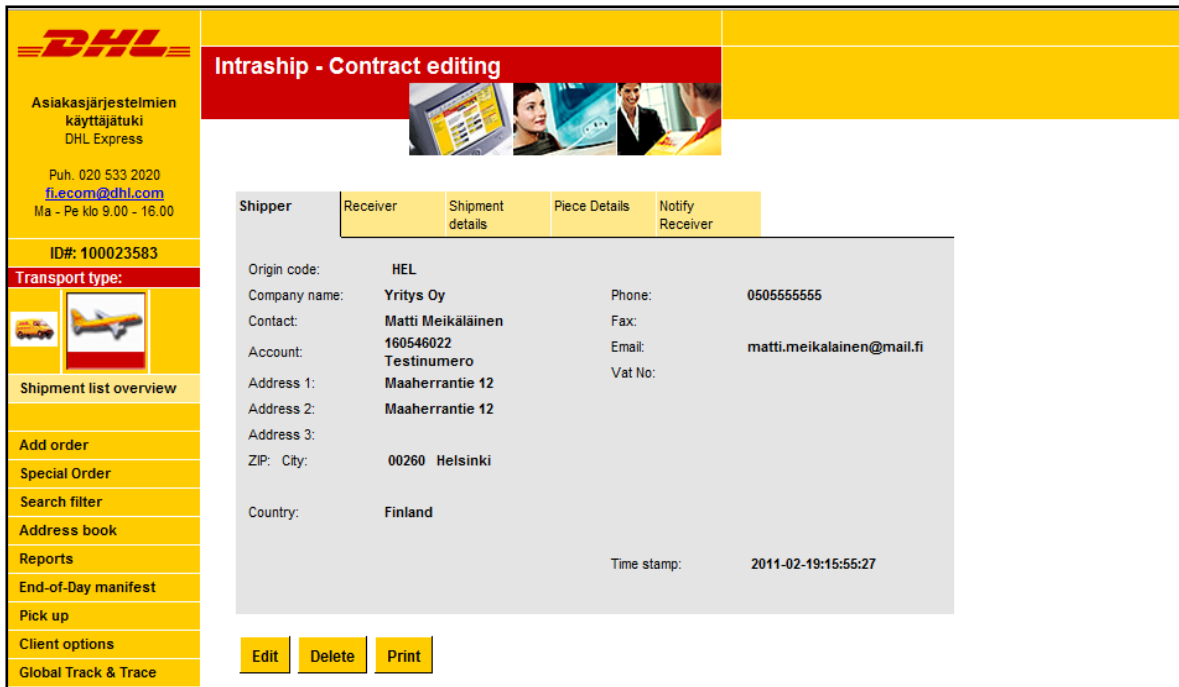 DHL
Asiakasjärjestelmien
käyttäjätuki
DHL Express
Puh. 020 533 2020
fi.ecom@dhl.com
Ma - Pe klo 9.00 - 16.00
ID#: 100023583
Transport type:
Shipment list overview
Add order
Special Order
Search filter
Address book
Reports
End-of-Day manifest
Pick up
Client options
Global Track & Trace
Intraship - Contract editing
Shipper Receiver Shipment details Piece Details Notify Receiver
Origin code: HEL
Company name: Yritys Oy Phone: 0505555555
Contact: Matti Meikäläinen Fax:
Account: 160546022 Testinumero Email: matti.meikalainen@mail.fi
Vat No:
Address 1: Maaherrantie 12
Address 2: Maaherrantie 12
Address 3:
ZIP: City: 00260 Helsinki
Country: Finland
Time stamp: 2011-02-19:15:55:27
Edit Delete Print